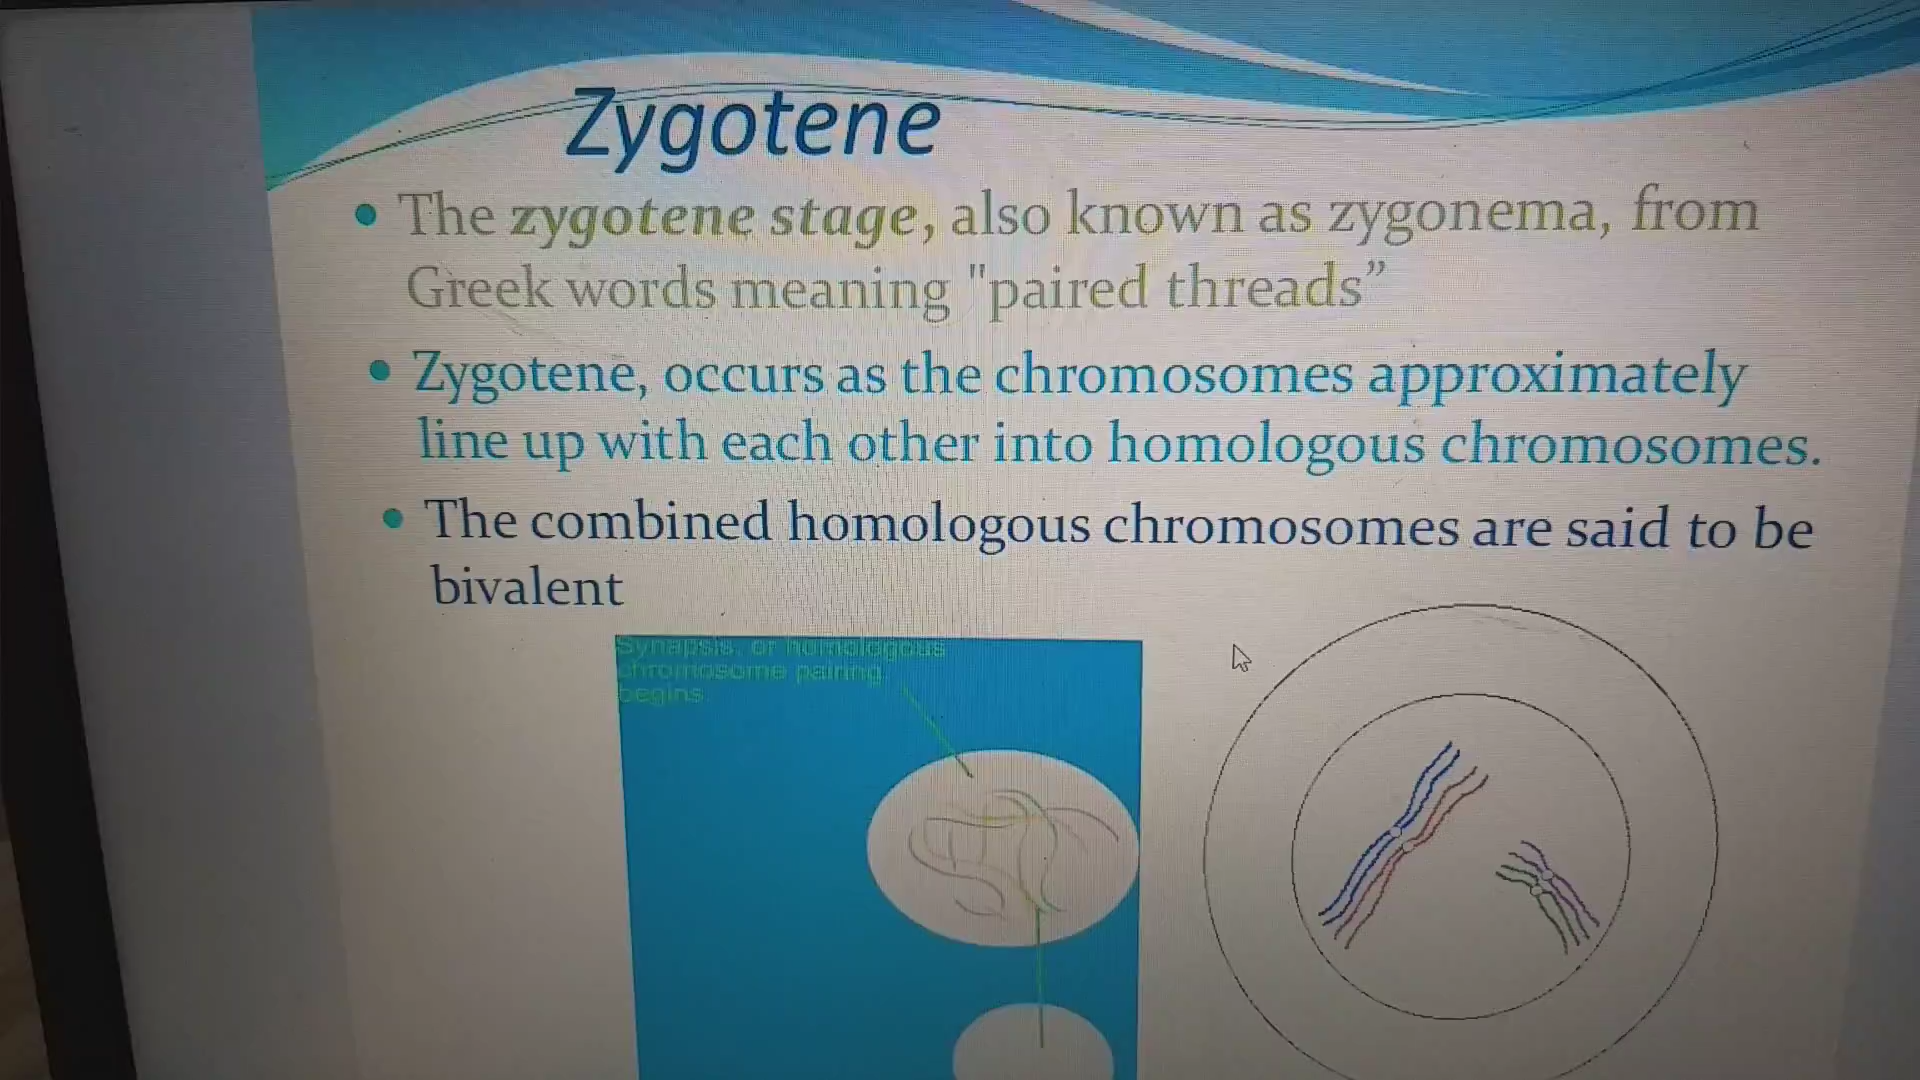 Zygotene
• The zygotene stage, also known as zygonema, from
Greek words meaning "paired threads”
• Zygotene, occurs as the chromosomes approximately
line up with each other into homologous chromosomes.
• The combined homologous chromosomes are said to be
bivalent
Synapsis, or homologous
chromosome pairing
begins.